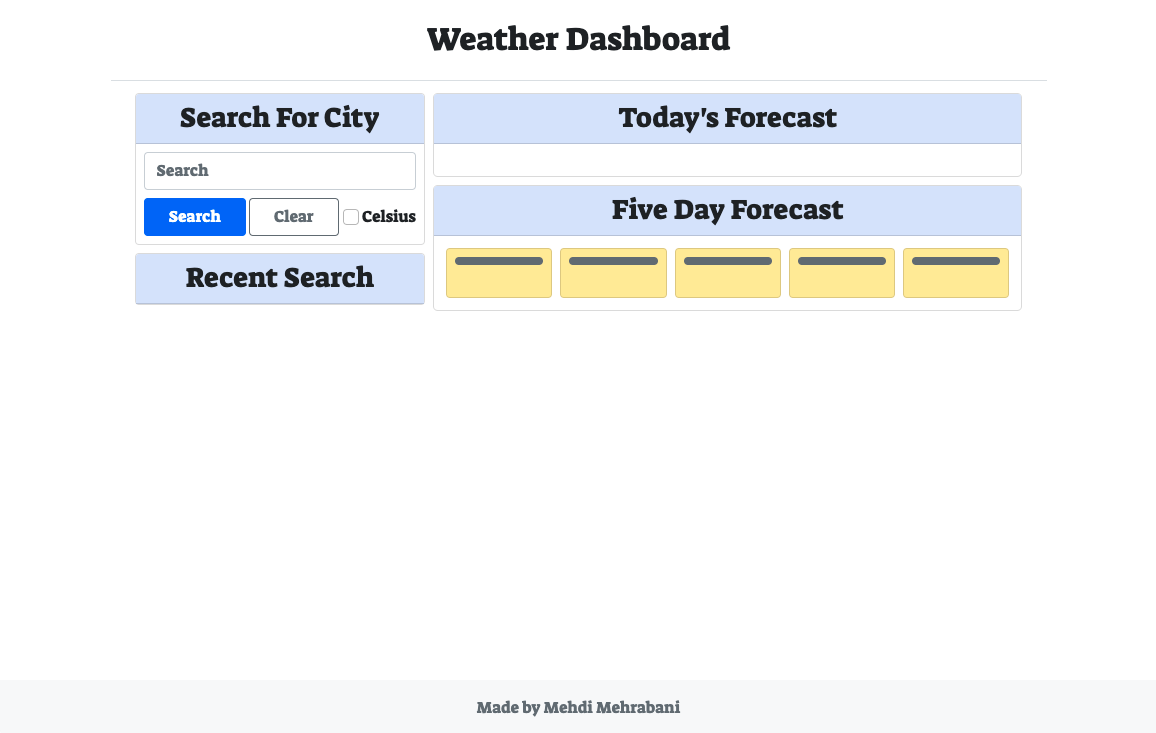 Weather Dashboard
Search For City
Search
Search
Clear
Celsius
Recent Search
Today's Forecast
Five Day Forecast
Made by Mehdi Mehrabani